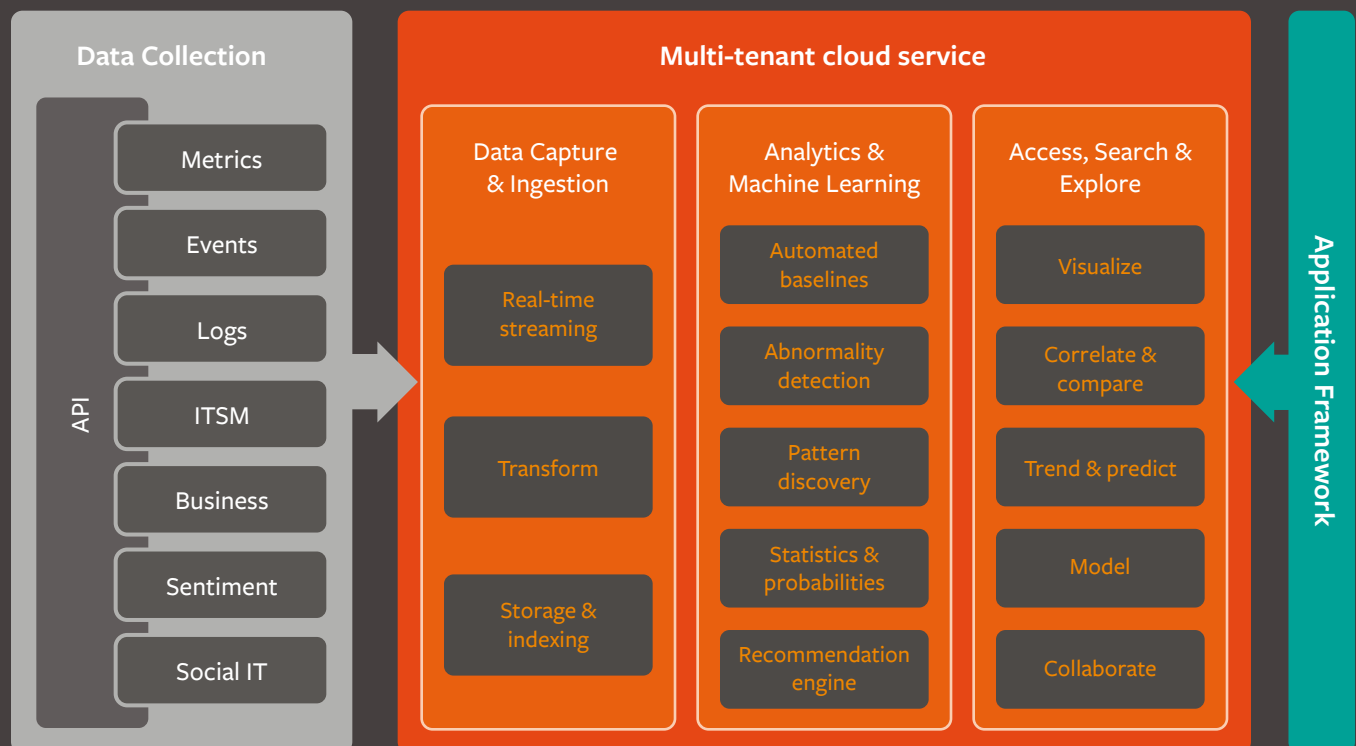 Data Collection
API
Metrics
Events
Logs
ITSM
Business
Sentiment
Social IT
Multi-tenant cloud service
Data Capture
& Ingestion
Real-time
streaming
Transform
Storage &
indexing
Analytics &
Machine Learning
Automated
baselines
Abnormality
detection
Pattern
discovery
Statistics &
probabilities
Recommendation
engine
Access, Search &
Explore
Visualize
Correlate &
compare
Trend & predict
Model
Collaborate
Application Framework